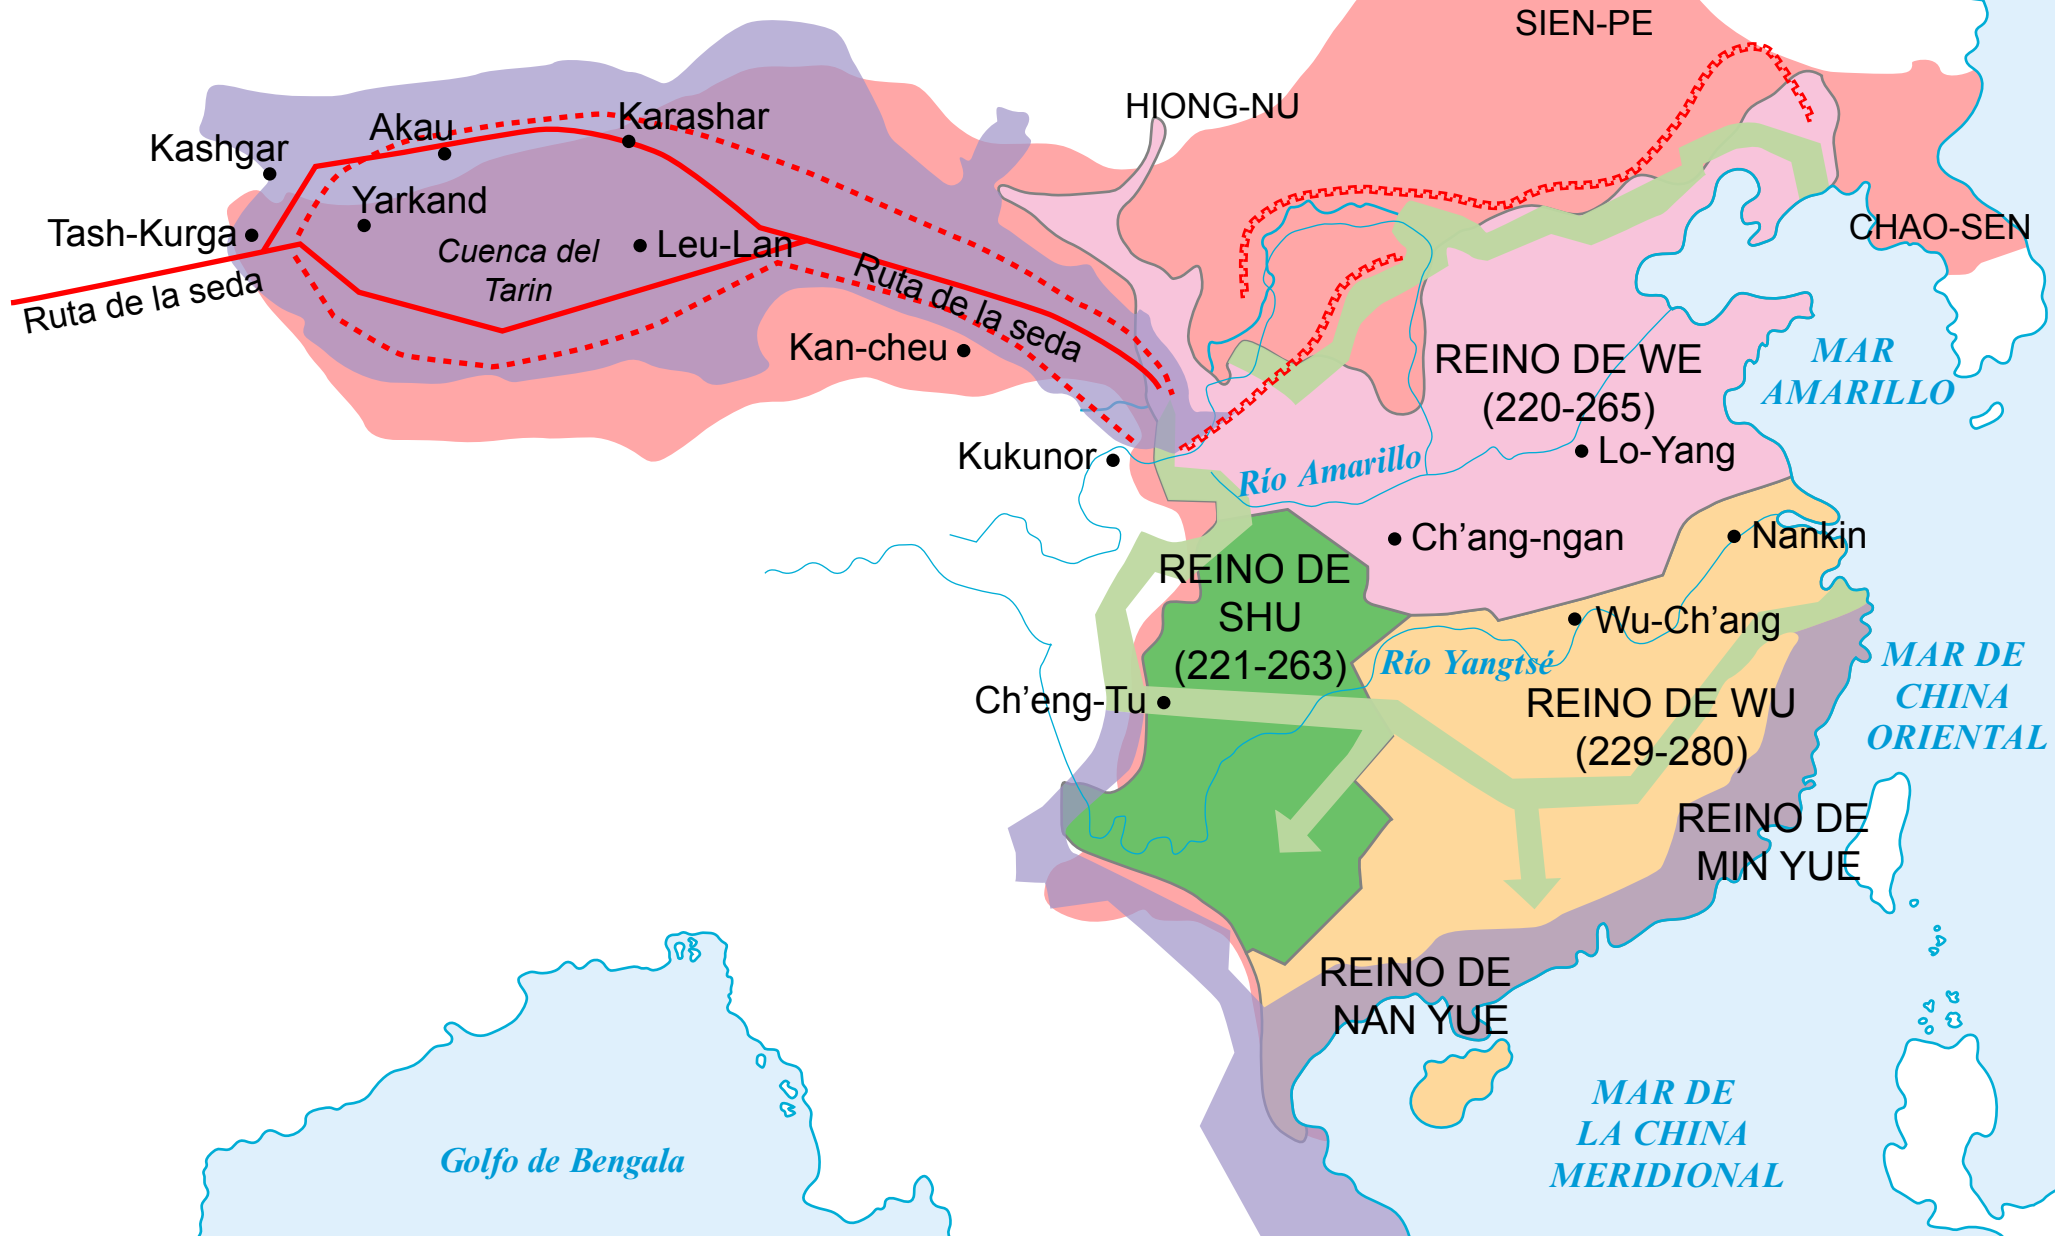 SIEN-PE
HIONG-NU
Karashar
Akau
Kashgar
Yarkand
Tash-Kurga
Cuenca del
Tarin
Leu-Lan
CHAO-SEN
Ruta de la seda
Ruta de la seda
Kan-cheu
REINO DE WE
(220-265)
MAR
AMARILLO
Kukunor
Río Amarillo
Lo-Yang
Ch’ang-ngan
Nankin
REINO DE
SHU
(221-263)
Wu-Ch’ang
Río Yangtsé
MAR DE
CHINA
ORIENTAL
Ch’eng-Tu
REINO DE WU
(229-280)
REINO DE
MIN YUE
REINO DE
NAN YUE
MAR DE
LA CHINA
MERIDIONAL
Golfo de Bengala